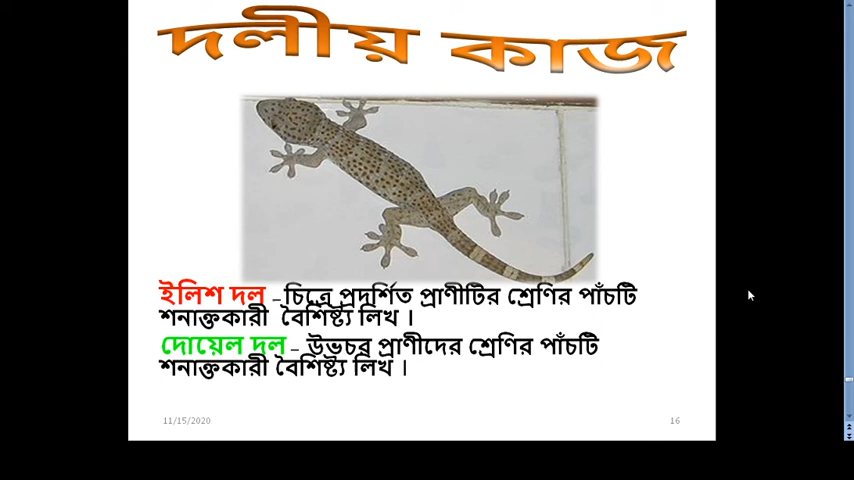 দলীয় কাজ
ইলিশ দল –চিত্রে প্রদর্শিত প্রাণীটির শ্রেণির পাঁচটি
শনাক্তকারী বৈশিষ্ট্য লিখ ।
দোয়েল দল – উভচর প্রাণীদের শ্রেণির পাঁচটি
শনাক্তকারী বৈশিষ্ট্য লিখ ।
11/15/2020
16